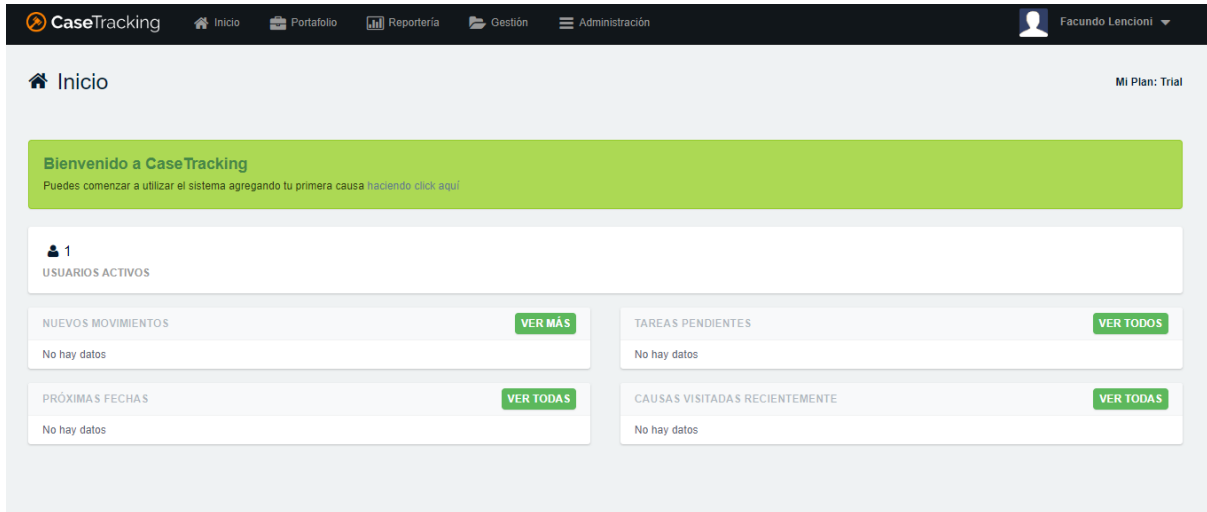 CaseTracking Inicio Portafolio Reportería Gestión Administración Facundo Lencioni
Inicio
Mi Plan: Trial
Bienvenido a CaseTracking
Puedes comenzar a utilizar el sistema agregando tu primera causa haciendo click aquí
1
USUARIOS ACTIVOS
NUEVOS MOVIMIENTOS VER MÁS
No hay datos
TAREAS PENDIENTES VER TODOS
No hay datos
PRÓXIMAS FECHAS VER TODAS
No hay datos
CAUSAS VISITADAS RECIENTEMENTE VER TODAS
No hay datos